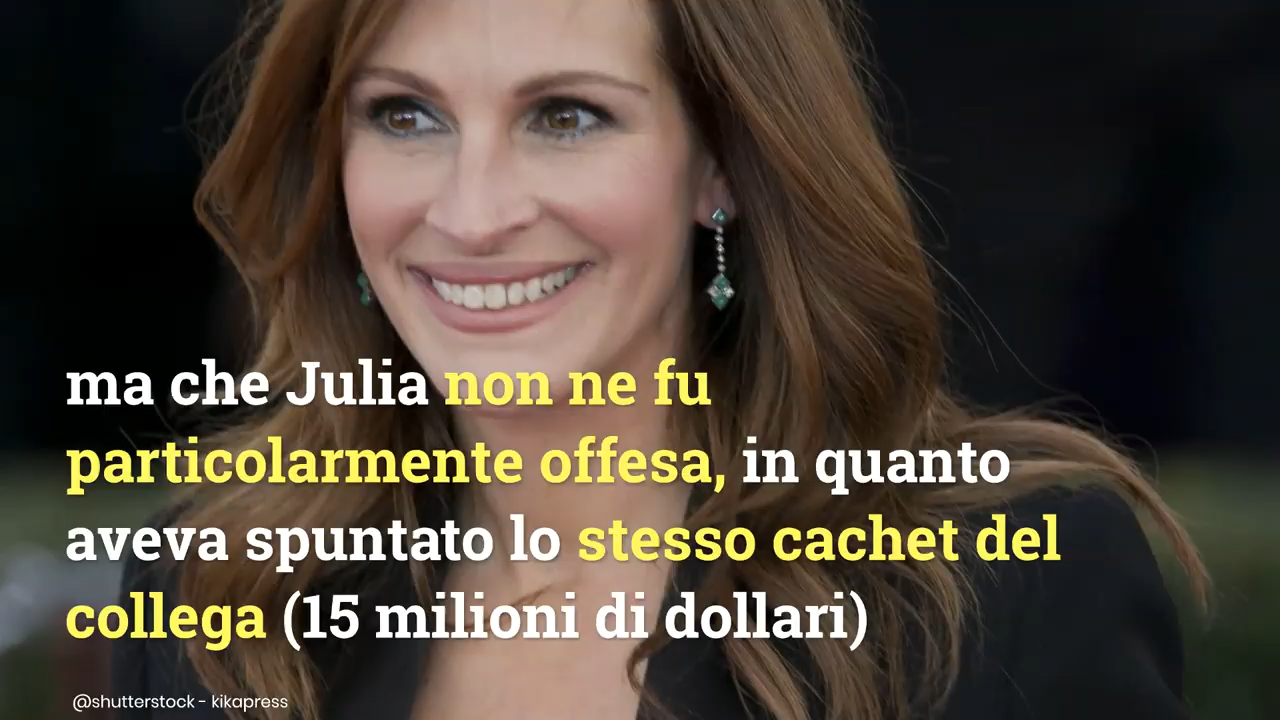 ma che Julia non ne fu
particolarmente offesa, in quanto
aveva spuntato lo stesso cachet del
collega (15 milioni di dollari)
@shutterstock - kikapress